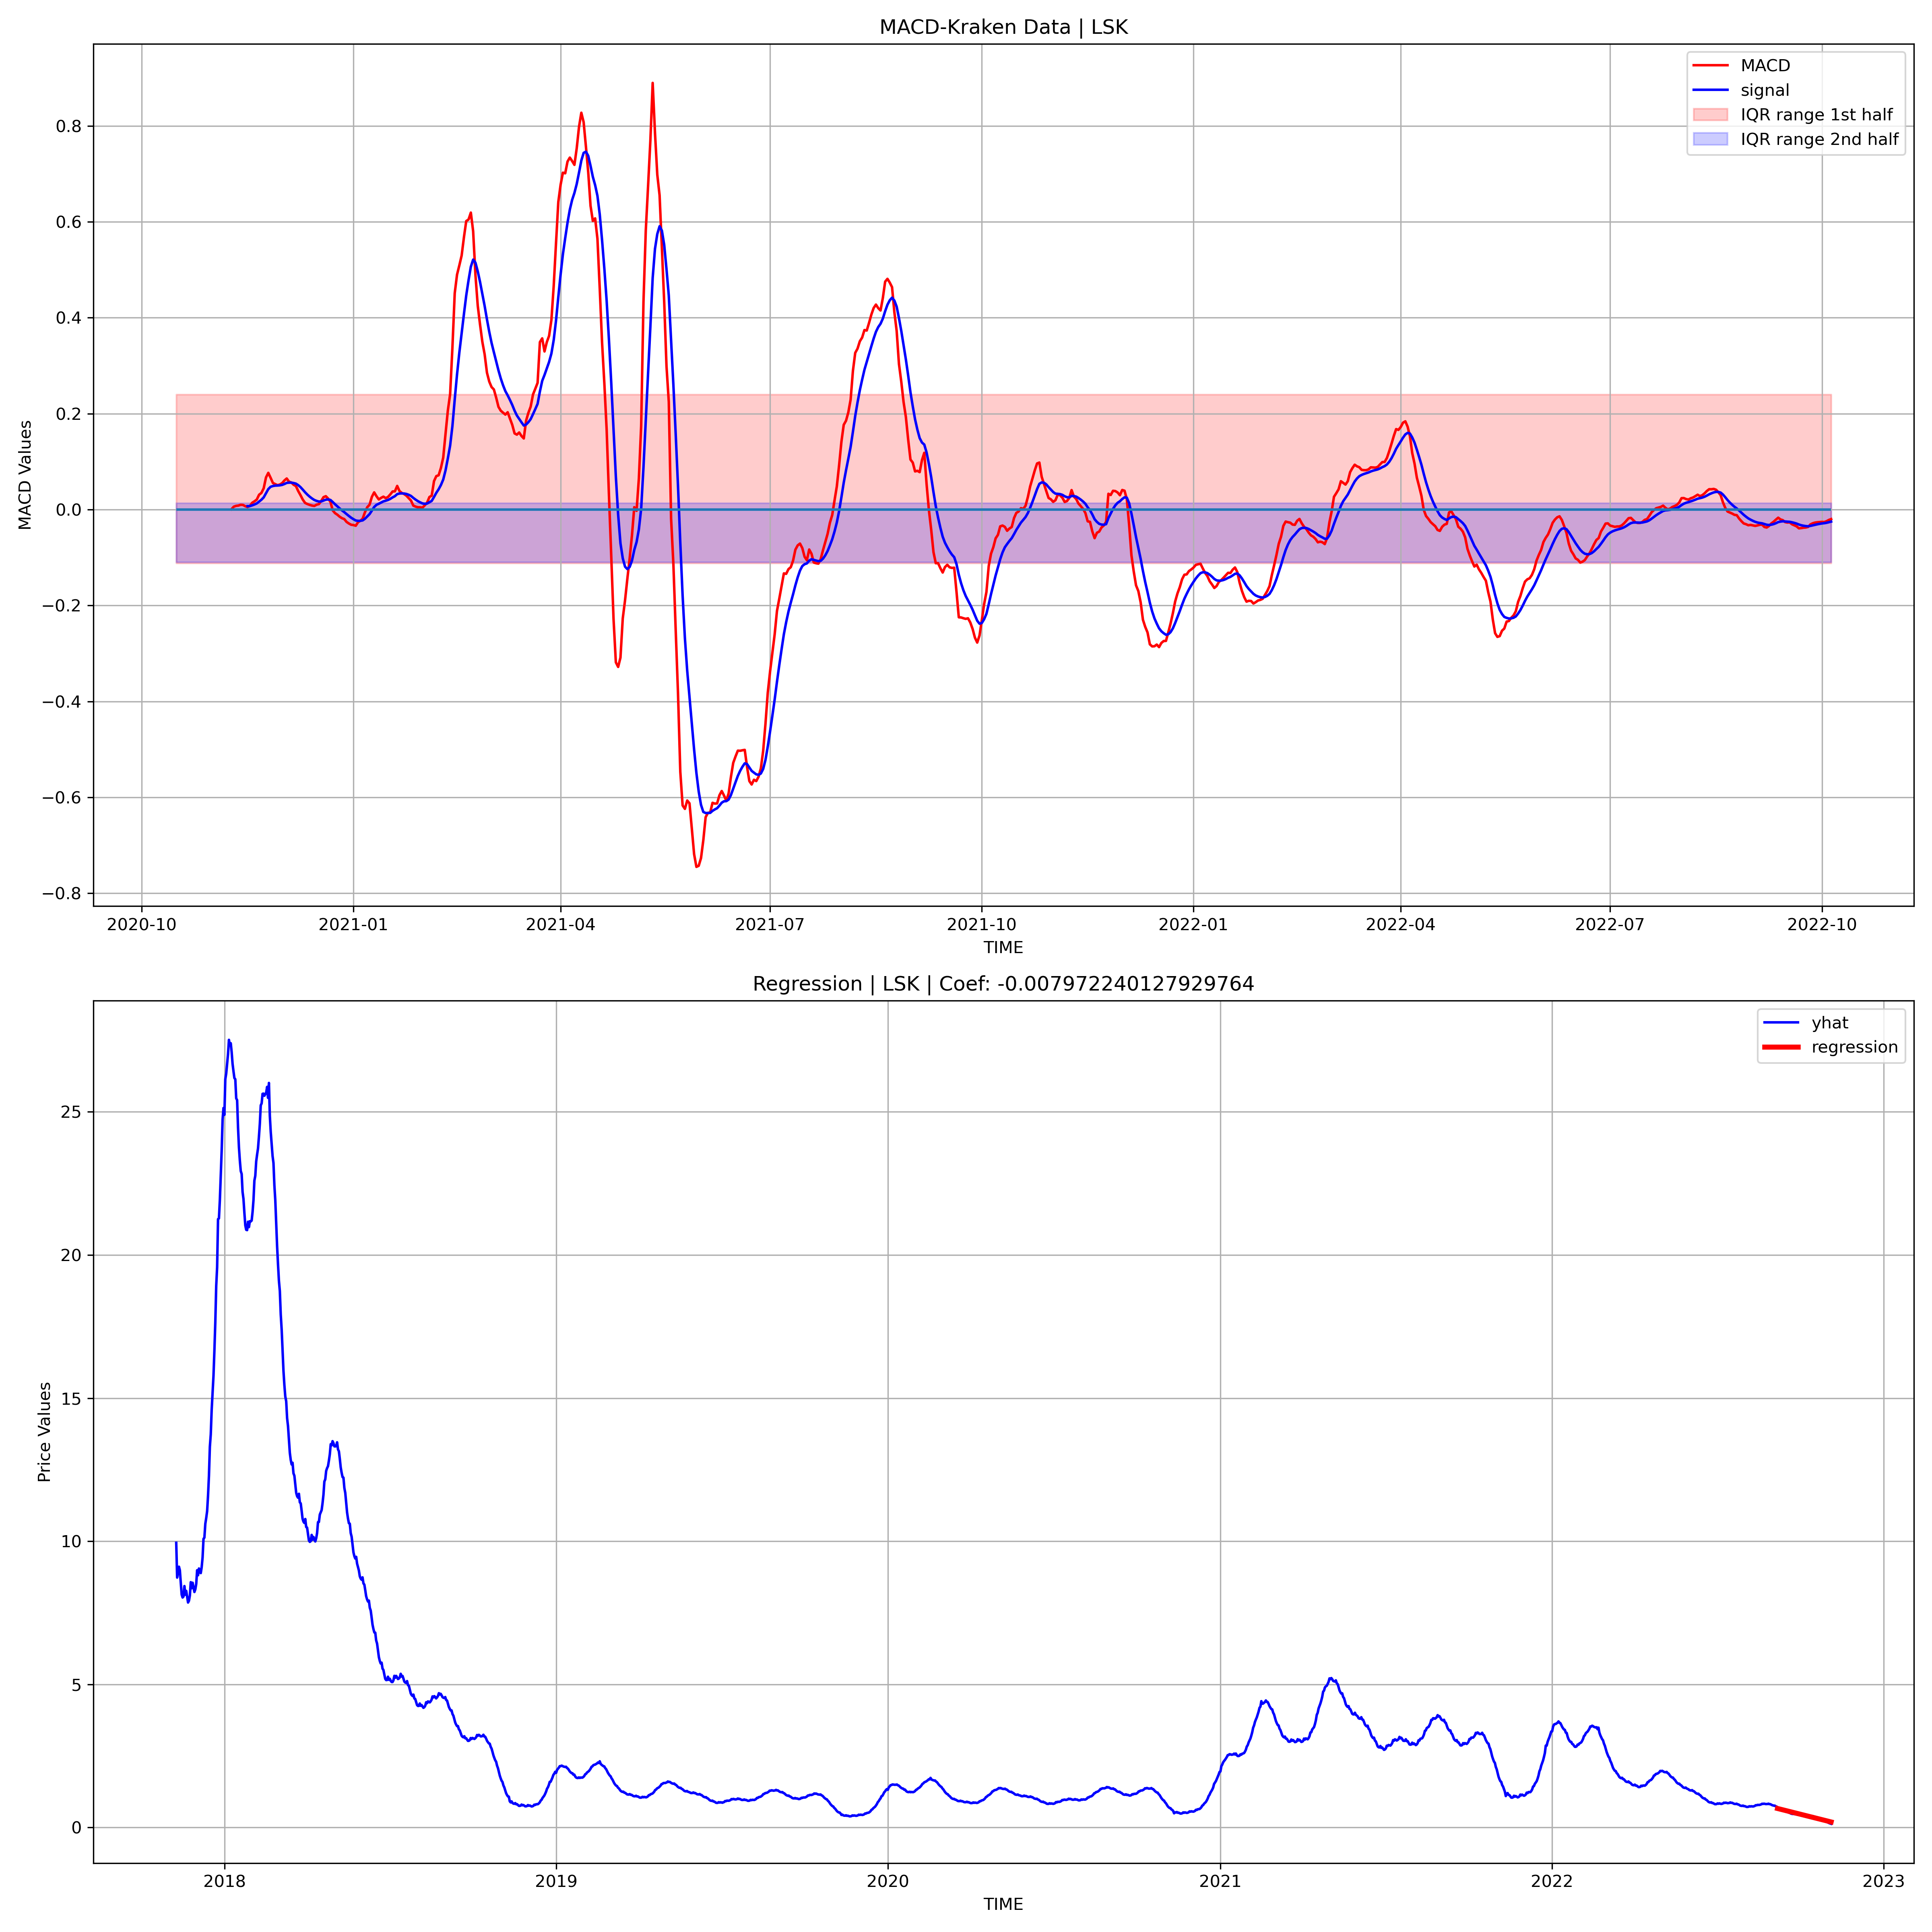 MACD-Kraken Data | LSK
MACD
signal
IQR range 1st half
IQR range 2nd half
MACD Values
0.8
0.6
0.4
0.2
0.0
−0.2
−0.4
−0.6
−0.8
2020-10
2021-01
2021-04
2021-07
2021-10
2022-01
2022-04
2022-07
2022-10
TIME
Regression | LSK | Coef: -0.007972240127929764
yhat
regression
Price Values
25
20
15
10
5
0
2018
2019
2020
2021
2022
2023
TIME